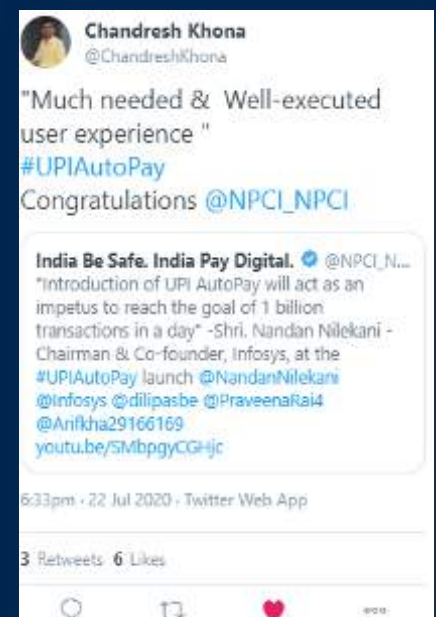 Chandresh Khona
@ChandreshKhona
"Much needed & Well-executed
user experience "
#UPIAutoPay
Congratulations @NPCI_NPCI
India Be Safe. India Pay Digital. @NPCI_N...
"Introduction of UPI AutoPay will act as an
impetus to reach the goal of 1 billion
transactions in a day" -Shri. Nandan Nilekani -
Chairman & Co-founder, Infosys, at the
#UPIAutoPay launch @NandanNilekani
@Infosys @dilipasbe @PraveenaRai4
@Arifkha29166169
youtu.be/SMbpgyCGHjc
6:33pm · 22 Jul 2020 · Twitter Web App
3 Retweets 6 Likes